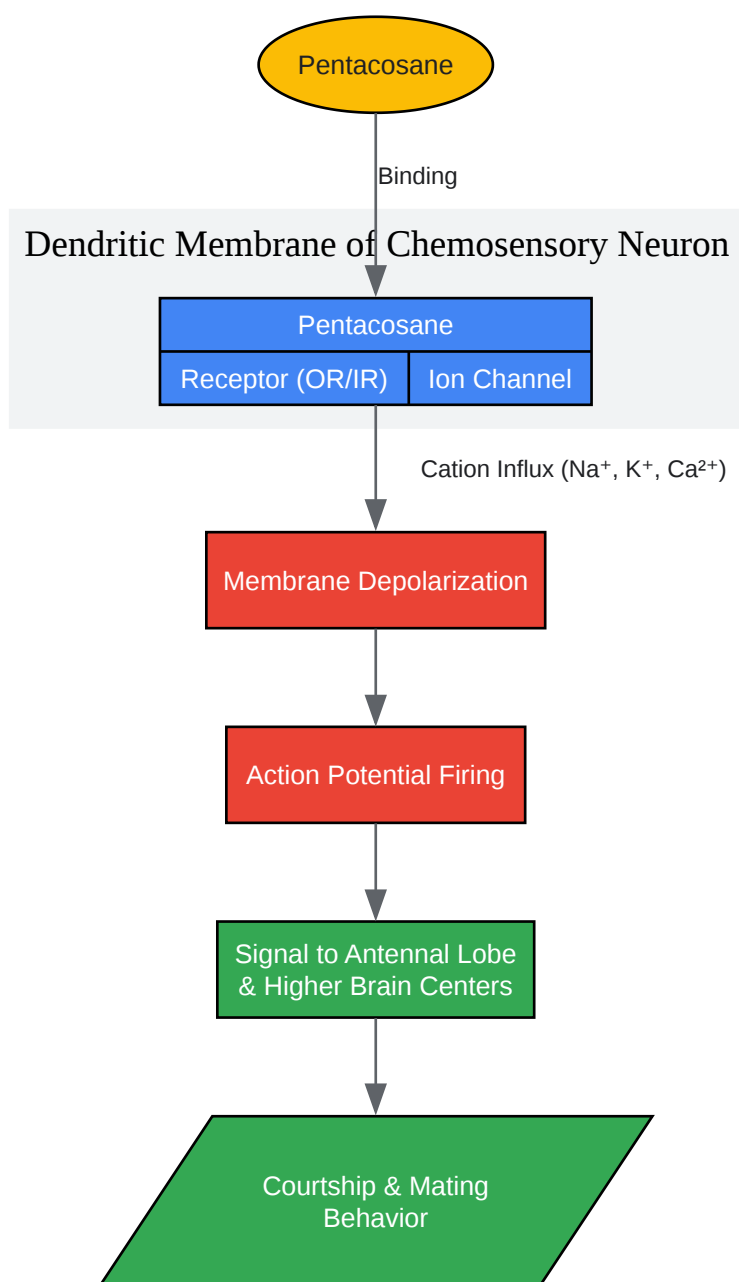 Pentacosane
Binding
Dendritic Membrane of Chemosensory Neuron
Pentacosane
Receptor (OR/IR)
Ion Channel
Cation Influx (Na⁺, K⁺, Ca²⁺)
Membrane Depolarization
Action Potential Firing
Signal to Antennal Lobe
& Higher Brain Centers
Courtship & Mating
Behavior